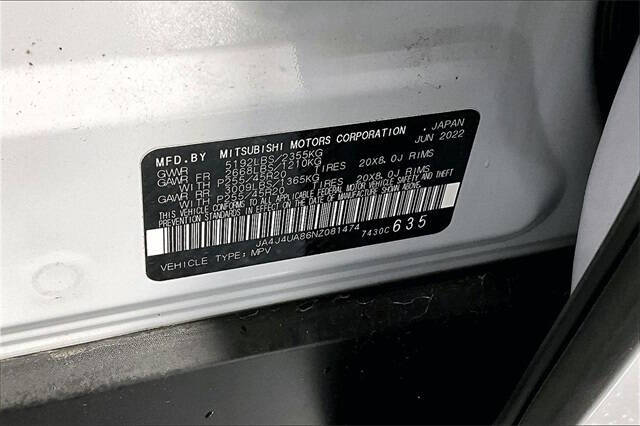 MFD.BY MITSUBISHI MOTORS CORPORATION , JAPAN
GVWR 5192LBS/2355KG JUN 2022
GAWR FR 2668LBS/1210KG
WITH P255/45R20 TIRES 20X8.0J RIMS
GAWR RR 3009LBS/1365KG
WITH P255/45R20 TIRES 20X8.0J RIMS
THIS VEHICLE CONFORMS TO ALL APPLICABLE FEDERAL MOTOR VEHICLE SAFETY, BUMPER, AND THEFT
PREVENTION STANDARDS IN EFFECT ON THE DATE OF MANUFACTURE SHOWN ABOVE.
JA4J4UA86NZ081474 7430C 635
VEHICLE TYPE: MPV